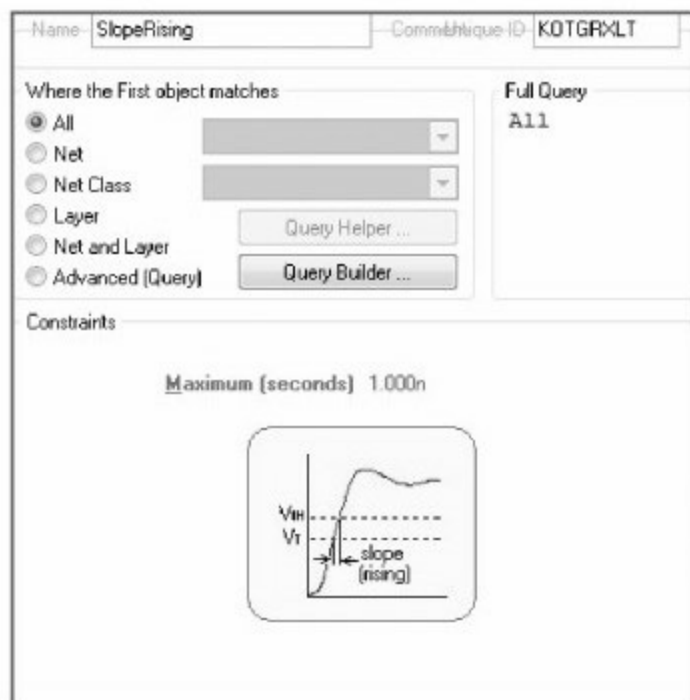 Name SlopeRising Comment Unique ID KOTGRXLT
Where the First object matches
Full Query
All
All
Net
Net Class
Layer
Query Helper ...
Net and Layer
Advanced (Query)
Query Builder ...
Constraints
Maximum (seconds) 1.000n
VIH
VT
slope
(rising)